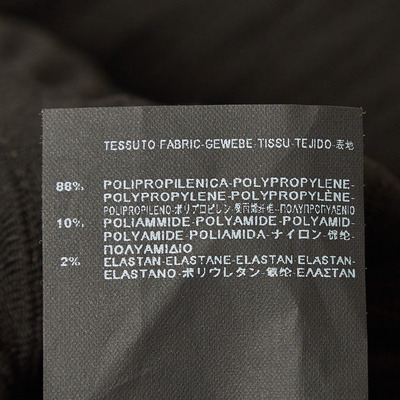 TESSUTO-FABRIC-GEWEBE-TISSU-TEJIDO-表地
88% POLIPROPILENICA-POLYPROPYLENE-
POLYPROPYLENE-POLYPROPYLÈNE-
POLIPROPILENO-ポリプロピレン-聚丙烯纤维-ΠΟΛΥΠΡΟΠΥΛΕΝΙΟ
10% POLIAMMIDE-POLYAMIDE-POLYAMID-
POLYAMIDE-POLIAMIDA-ナイロン-锦纶-
ΠΟΛΥΑΜΙΔΙΟ
2% ELASTAN-ELASTANE-ELASTAN-ELASTAN-
ELASTANO-ポリウレタン-氨纶-ΕΛΑΣΤΑΝ